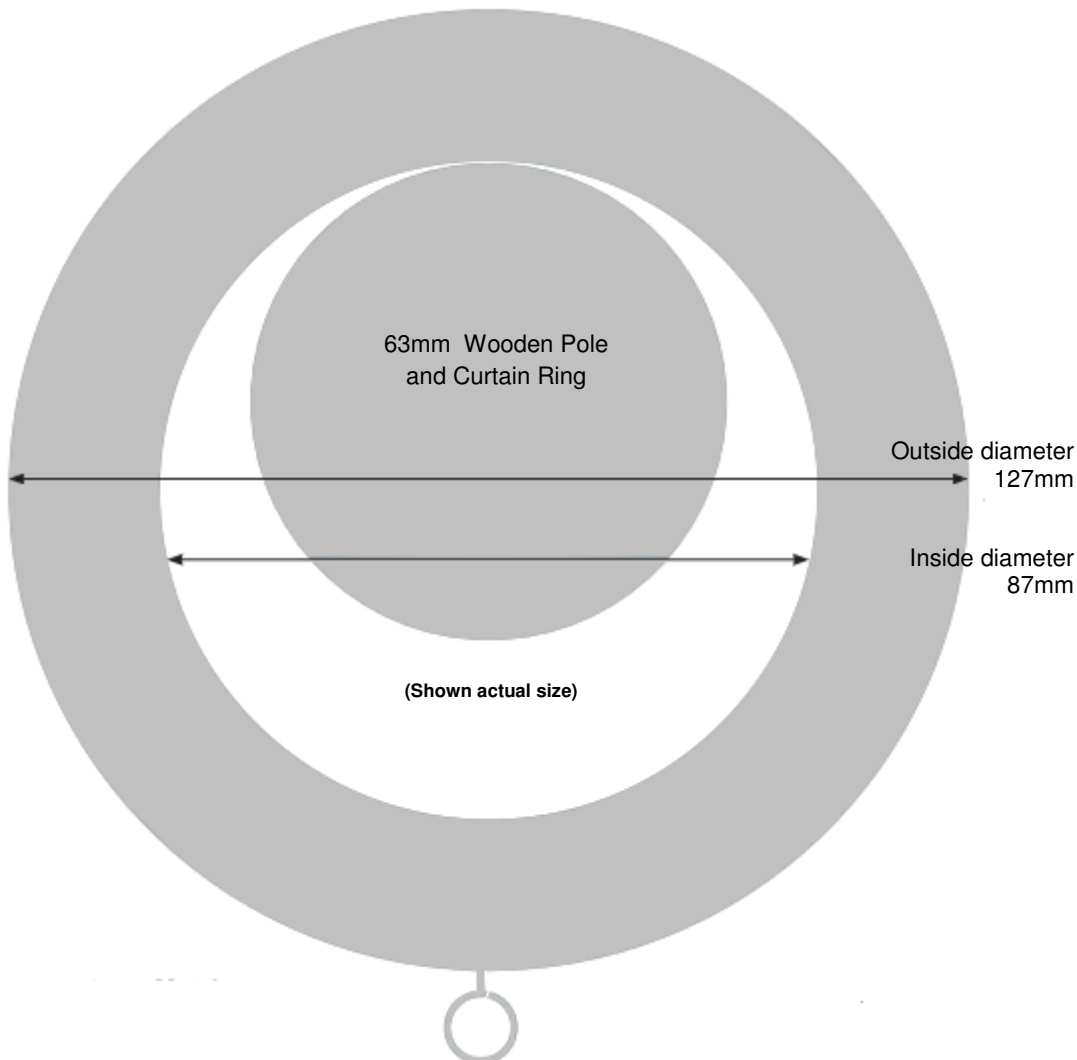 63mm Wooden Pole
and Curtain Ring
Outside diameter
127mm
Inside diameter
87mm
(Shown actual size)